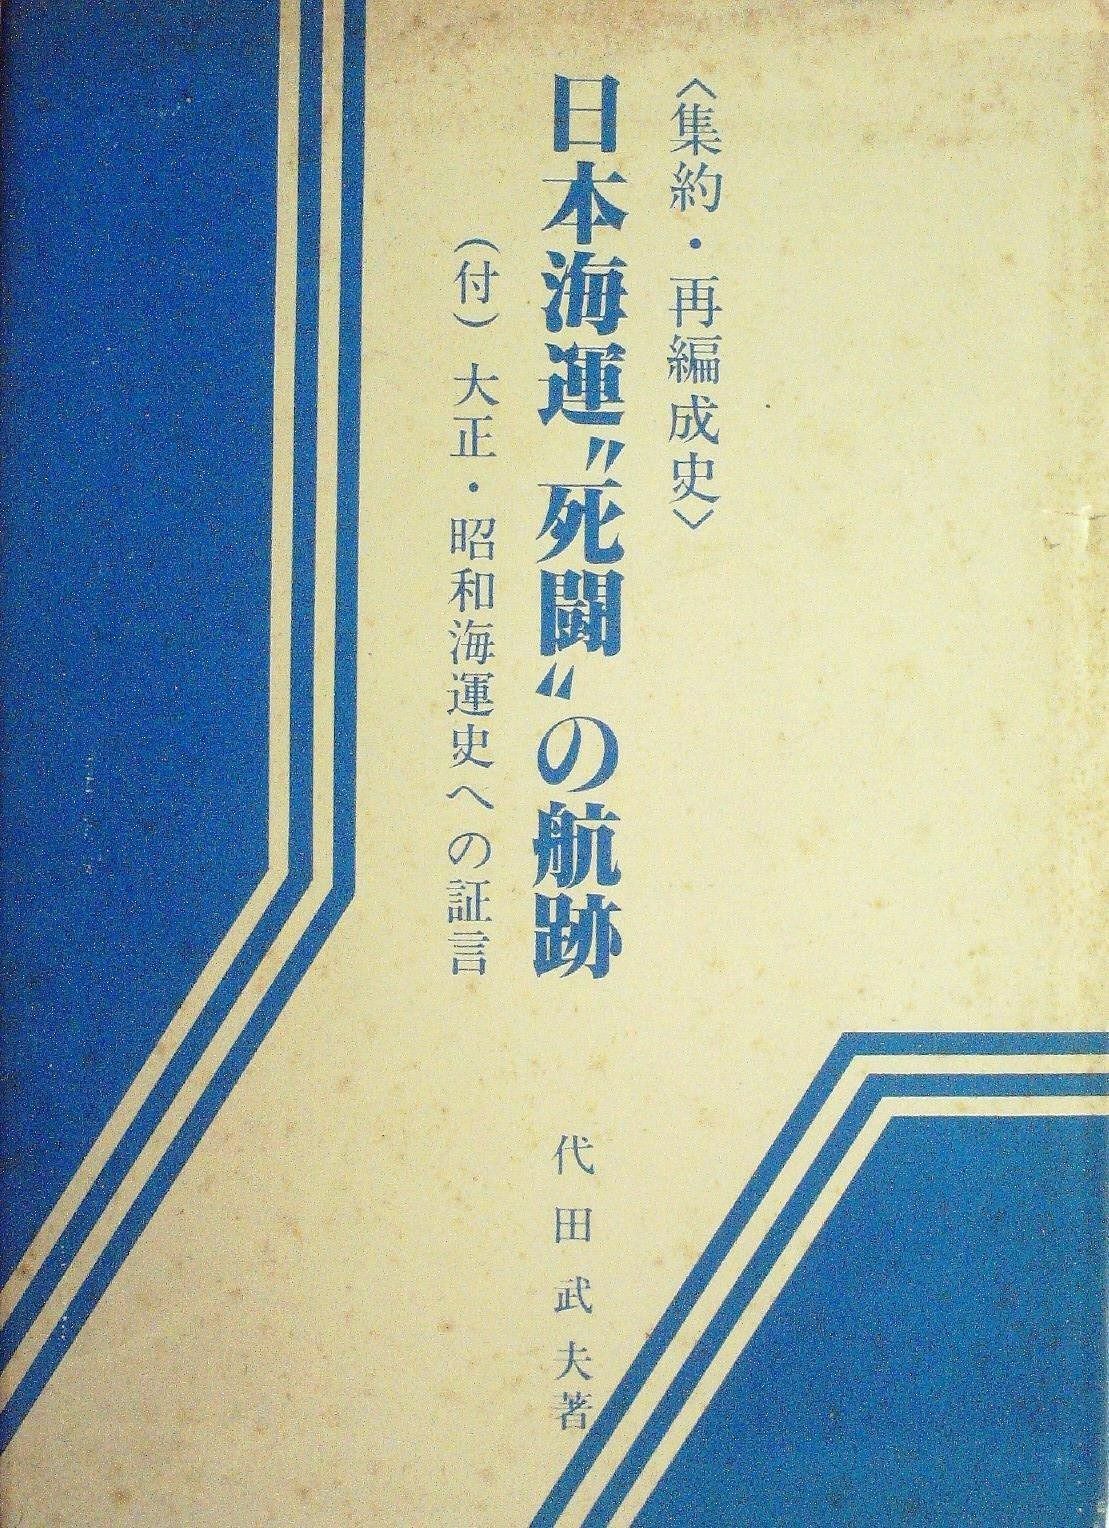 〈集約・再編成史〉
日本海運〝死闘〟の航跡
(付)大正・昭和海運史への証言
代田武夫著